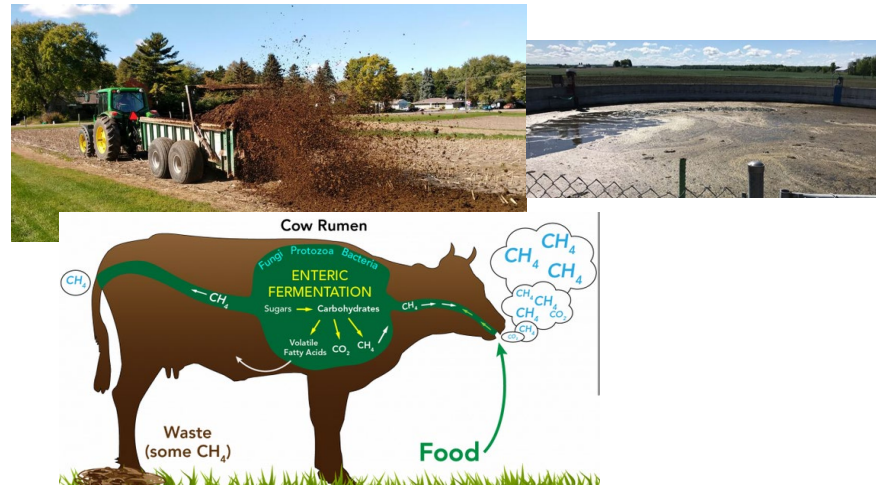 Cow Rumen
Fungi Protozoa Bacteria
ENTERIC
FERMENTATION
Sugars Carbohydrates
Volatile
Fatty Acids
CO₂
CH₄
CH₄
CH₄
CH₄
CH₄
CH₄
CH₄
CH₄
CH₄
CH₄
CO₂
CH₄
CO₂
Waste
(some CH₄)
Food